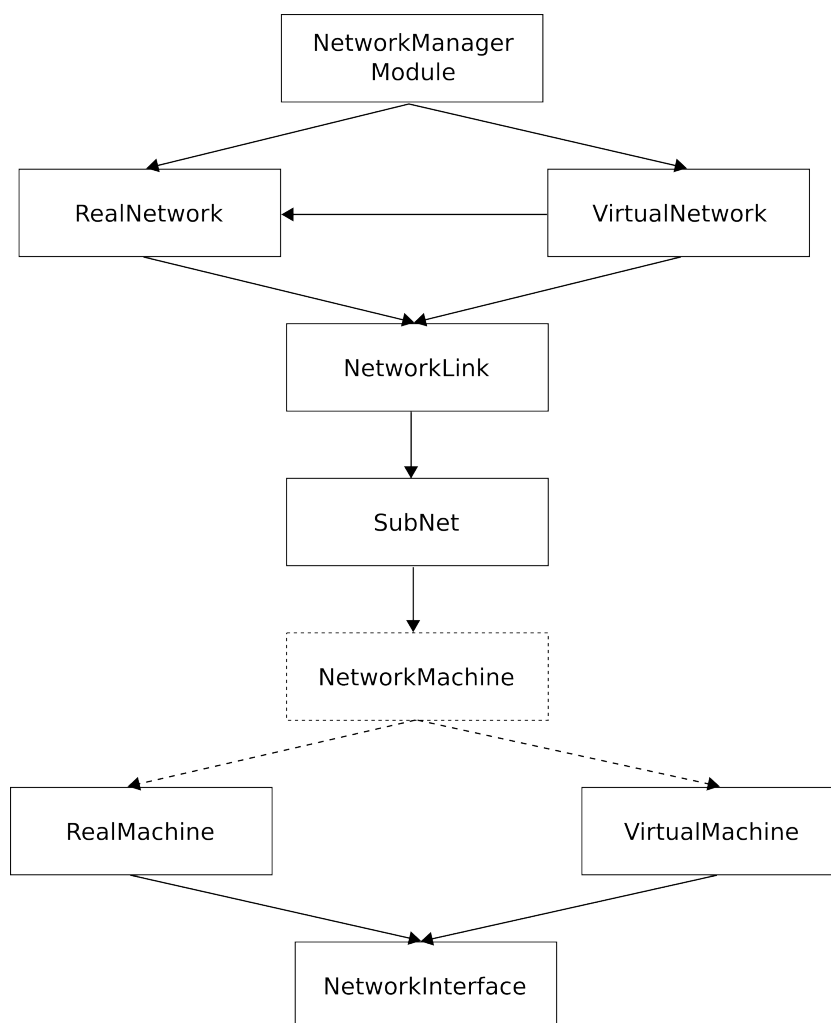 NetworkManager
Module
RealNetwork
VirtualNetwork
NetworkLink
SubNet
NetworkMachine
RealMachine
VirtualMachine
NetworkInterface